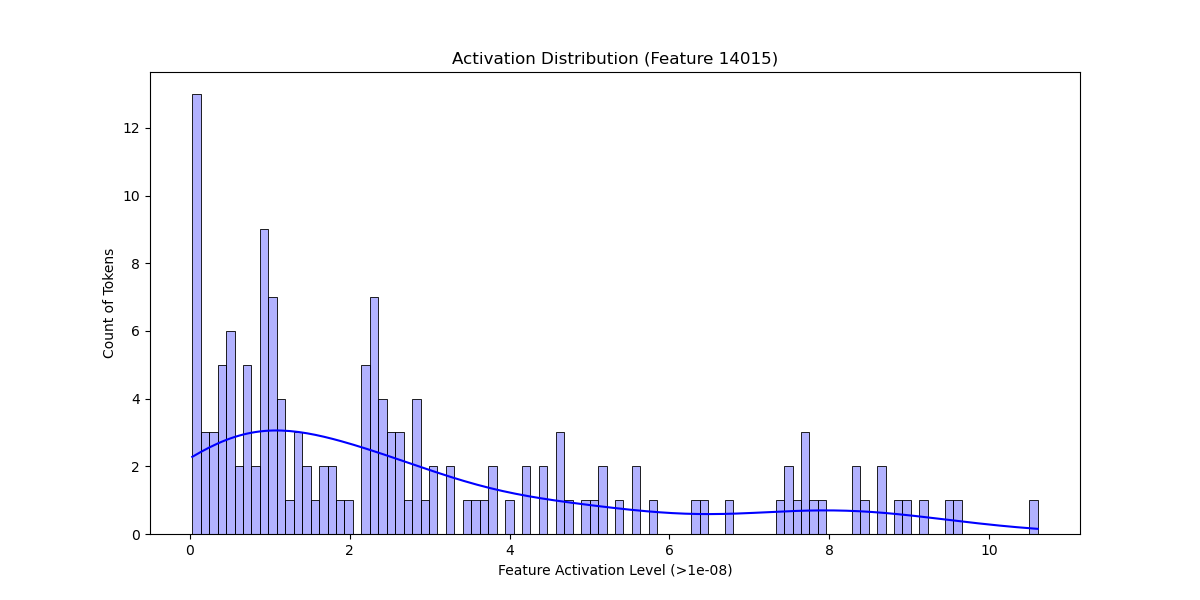 Activation Distribution (Feature 14015)
Count of Tokens
12
10
8
6
4
2
0
0 2 4 6 8 10
Feature Activation Level (>1e-08)